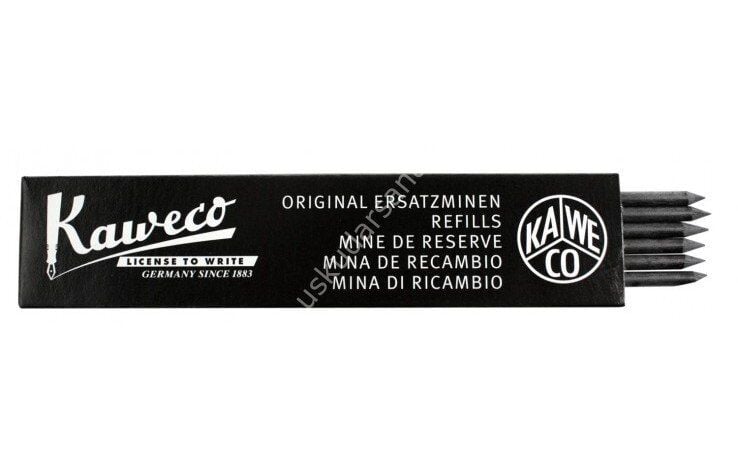 Kaweco
LICENSE TO WRITE
GERMANY SINCE 1883
ORIGINAL ERSATZMINEN
REFILLS
MINE DE RESERVE
MINA DE RECAMBIO
MINA DI RICAMBIO
KA WE
CO